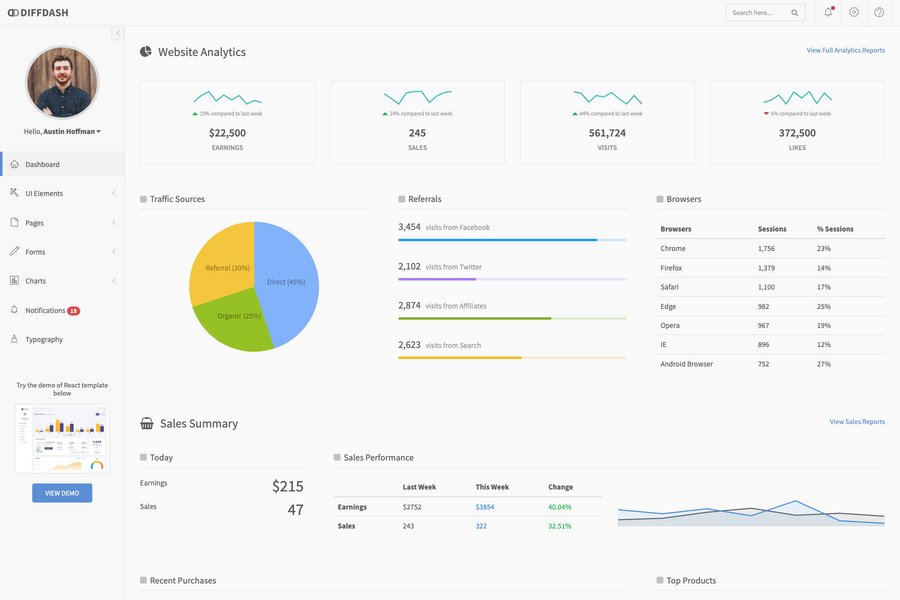 DIFFDASH
Search here...
Hello, Austin Hoffman
Dashboard
UI Elements
Pages
Forms
Charts
Notifications 15
Typography
Try the demo of React template
below
VIEW DEMO
Website Analytics
View Full Analytics Reports
19% compared to last week
$22,500
EARNINGS
24% compared to last week
245
SALES
44% compared to last week
561,724
VISITS
6% compared to last week
372,500
LIKES
Traffic Sources
Referral (30%)
Direct (45%)
Organic (25%)
Referrals
3,454 visits from Facebook
2,102 visits from Twitter
2,874 visits from Affiliates
2,623 visits from Search
Browsers
Browsers Sessions % Sessions
Chrome 1,756 23%
Firefox 1,379 14%
Safari 1,100 17%
Edge 982 25%
Opera 967 19%
IE 896 12%
Android Browser 752 27%
Sales Summary
View Sales Reports
Today
Earnings $215
Sales 47
Sales Performance
Last Week This Week Change
Earnings $2752 $3854 40.04%
Sales 243 322 32.51%
Recent Purchases
Top Products